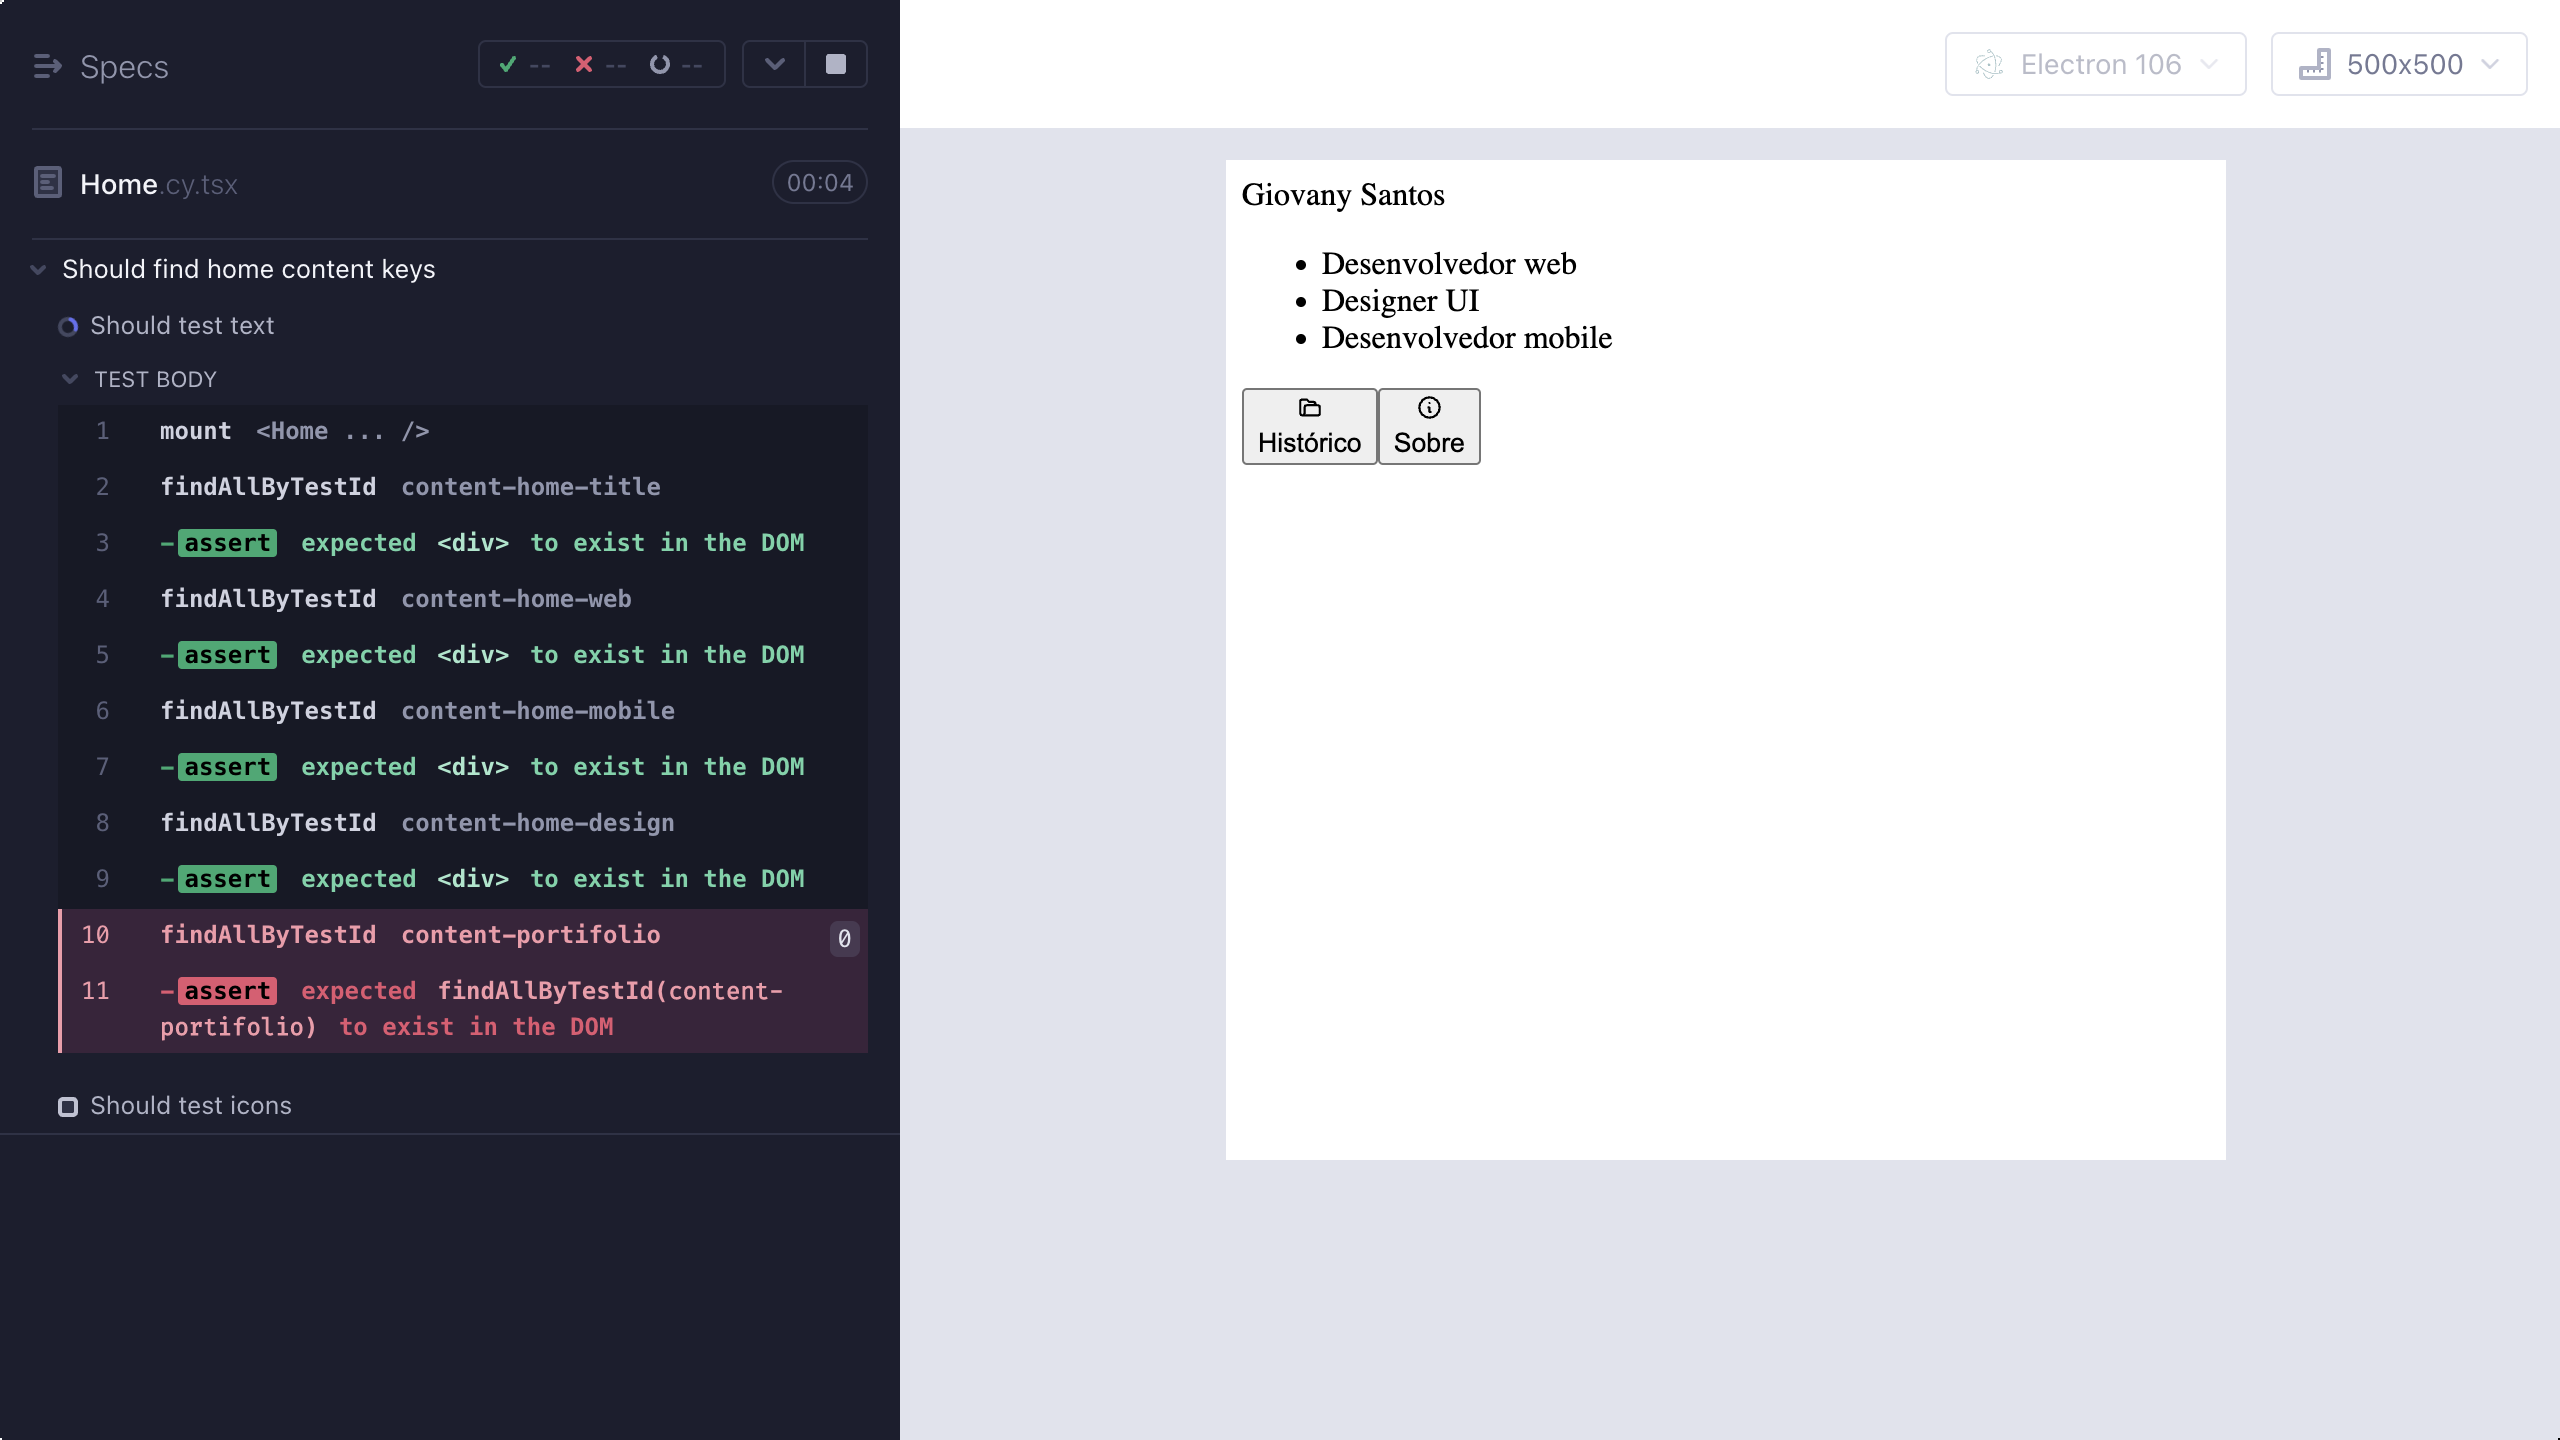 Specs
-- -- --
Home.cy.tsx
00:04
Should find home content keys
Should test text
TEST BODY
1 mount <Home ... />
2 findAllByTestId content-home-title
3 -assert expected <div> to exist in the DOM
4 findAllByTestId content-home-web
5 -assert expected <div> to exist in the DOM
6 findAllByTestId content-home-mobile
7 -assert expected <div> to exist in the DOM
8 findAllByTestId content-home-design
9 -assert expected <div> to exist in the DOM
10 findAllByTestId content-portifolio 0
11 -assert expected findAllByTestId(content-
portifolio) to exist in the DOM
Should test icons
Electron 106
500x500
Giovany Santos
• Desenvolvedor web
• Designer UI
• Desenvolvedor mobile
Histórico
Sobre